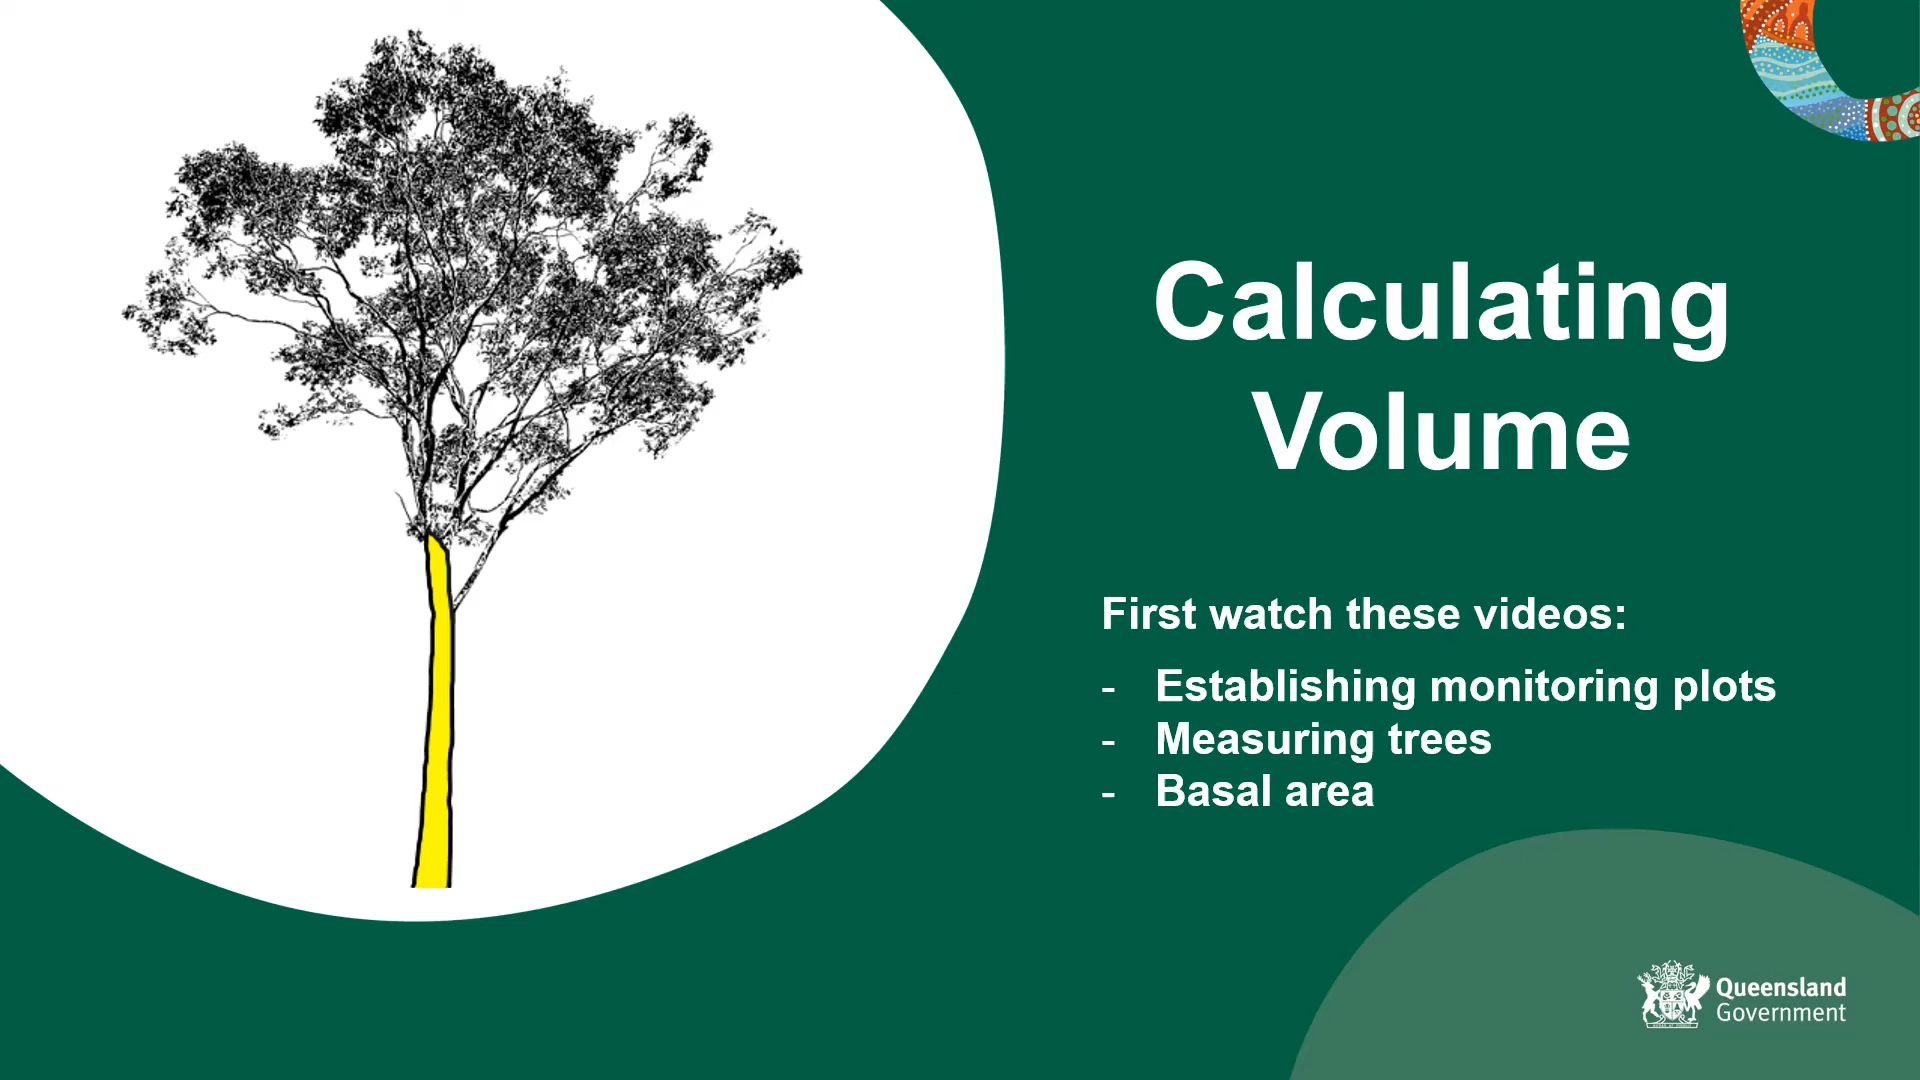 Calculating
Volume
First watch these videos:
- Establishing monitoring plots
- Measuring trees
- Basal area
Queensland
Government